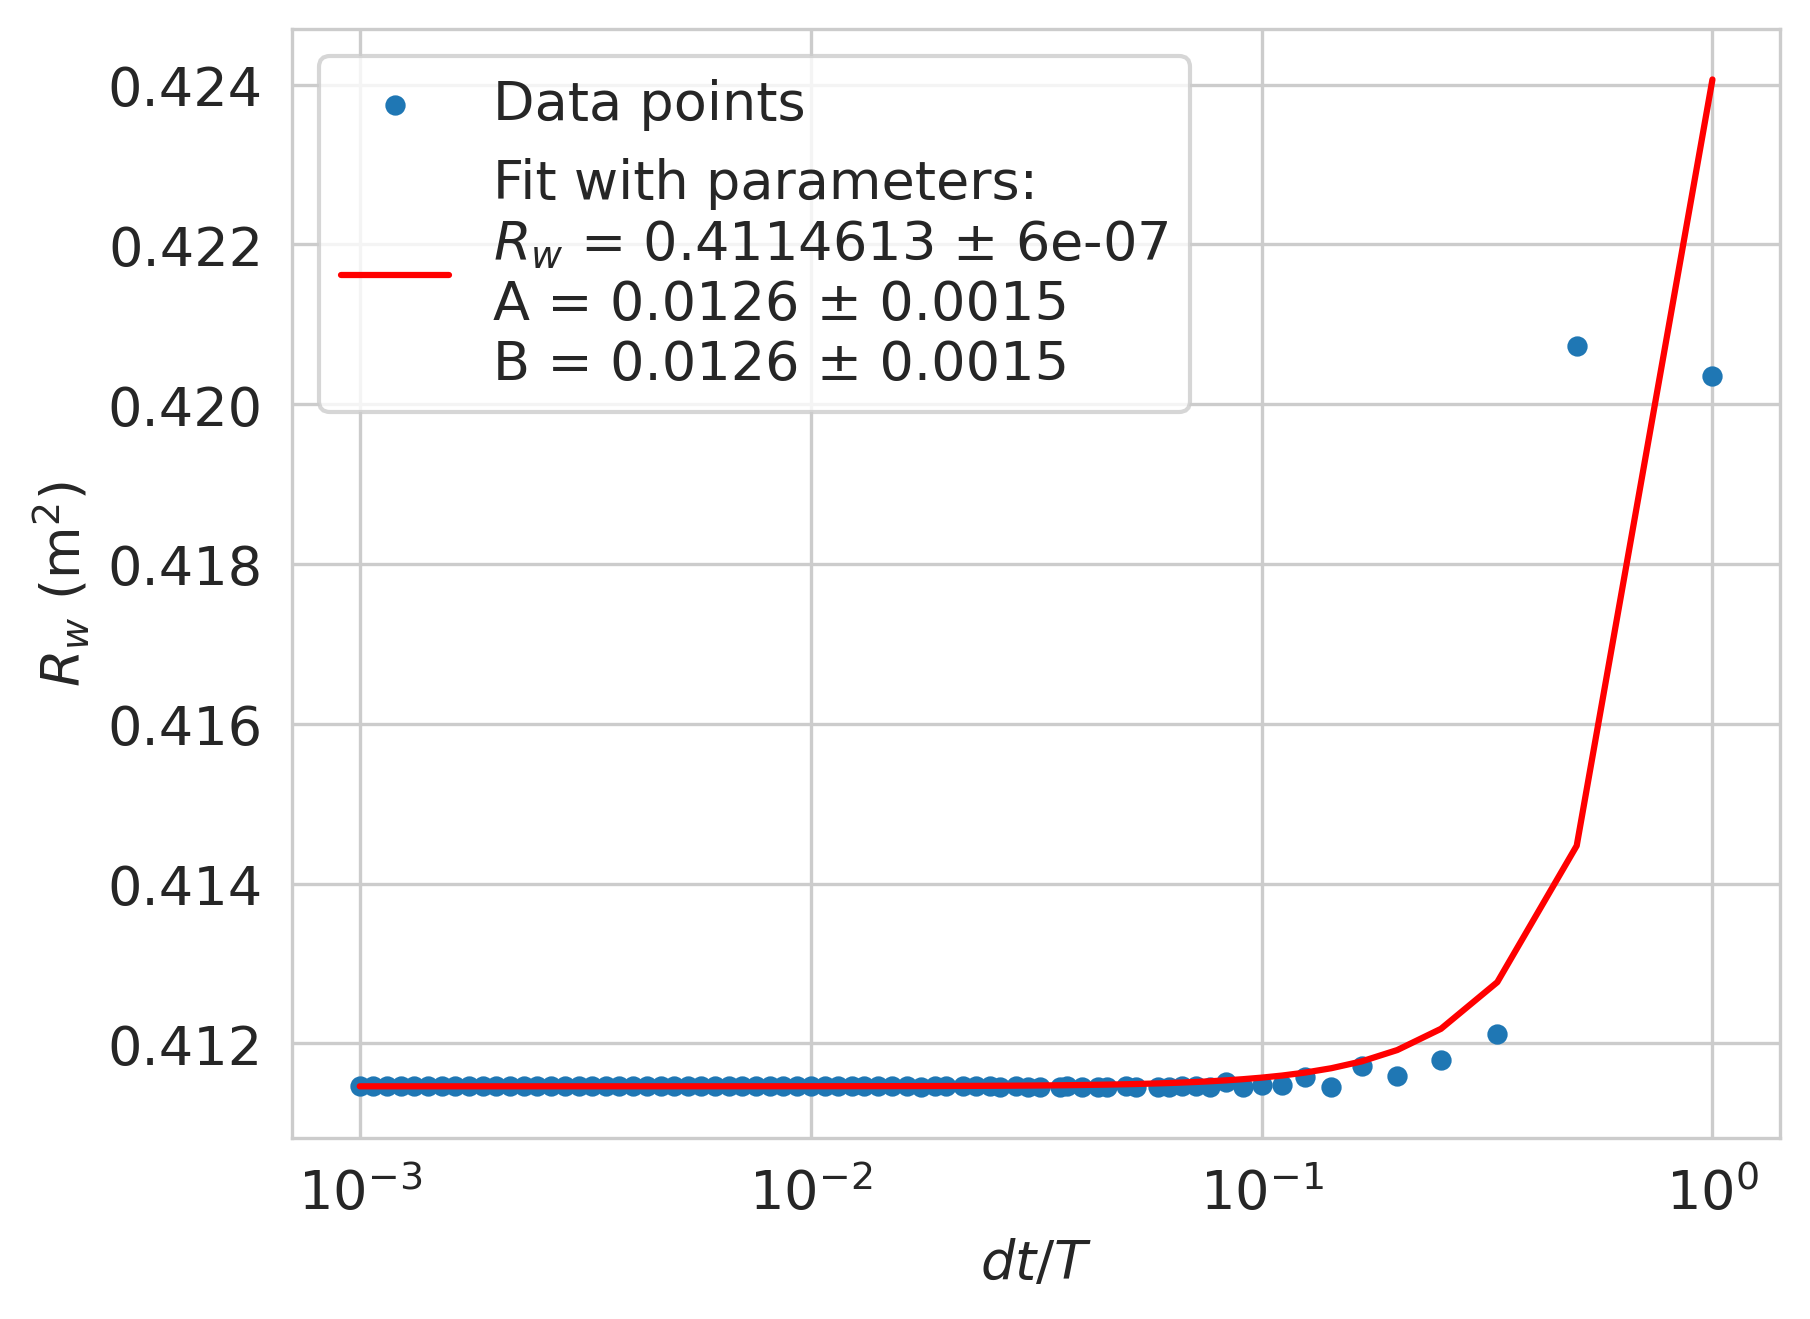 0.424
0.422
0.420
0.418
0.416
0.414
0.412
R_w (m²)
Data points
Fit with parameters:
R_w = 0.4114613 ± 6e-07
A = 0.0126 ± 0.0015
B = 0.0126 ± 0.0015
10⁻³ 10⁻² 10⁻¹ 10⁰
dt/T